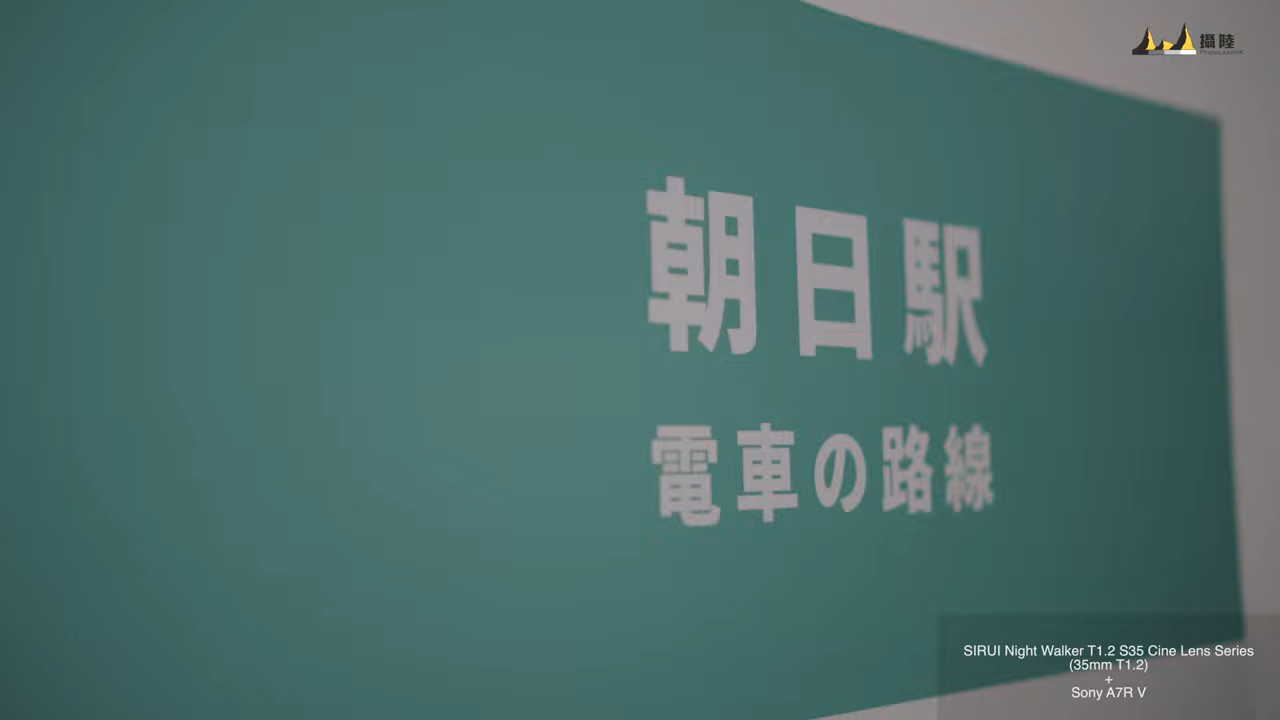 攝陸
朝日駅
電車の路線
SIRUI Night Walker T1.2 S35 Cine Lens Series
(35mm T1.2)
+
Sony A7R V